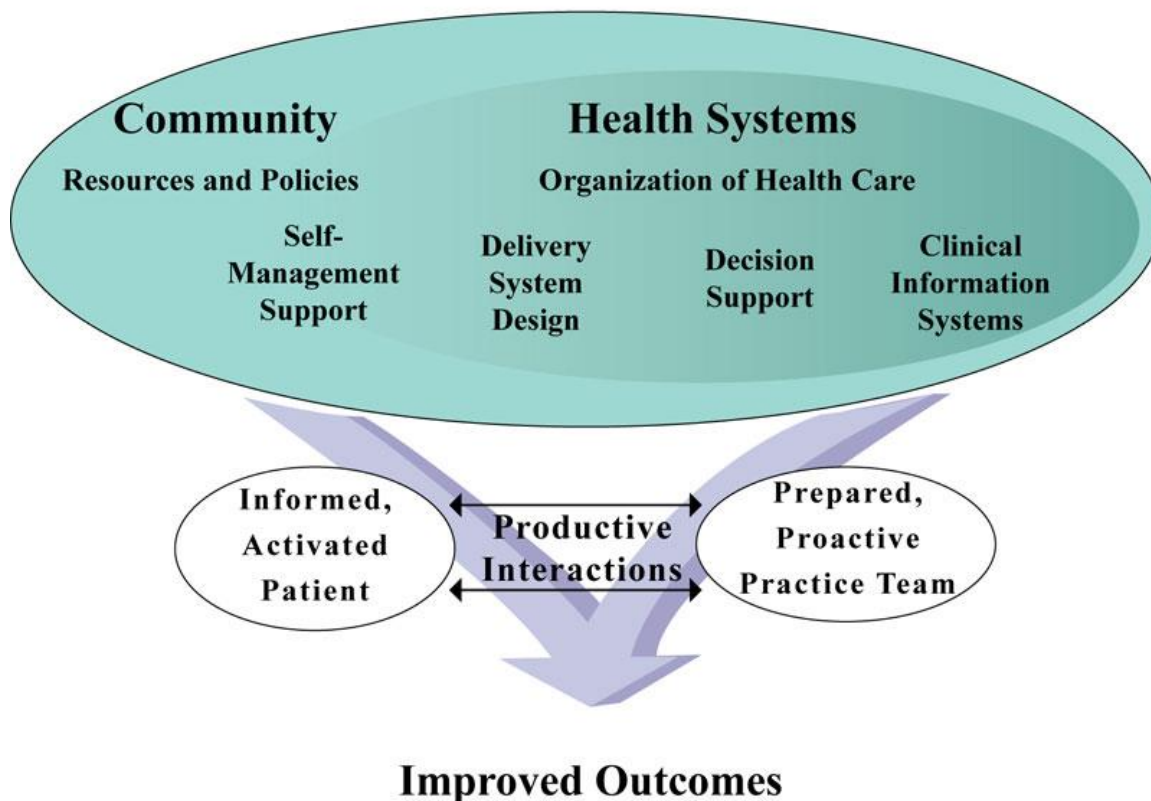 Community
Health Systems
Resources and Policies
Organization of Health Care
Self-
Management
Support
Delivery
System
Design
Decision
Support
Clinical
Information
Systems
Informed,
Activated
Patient
Productive
Interactions
Prepared,
Proactive
Practice Team
Improved Outcomes